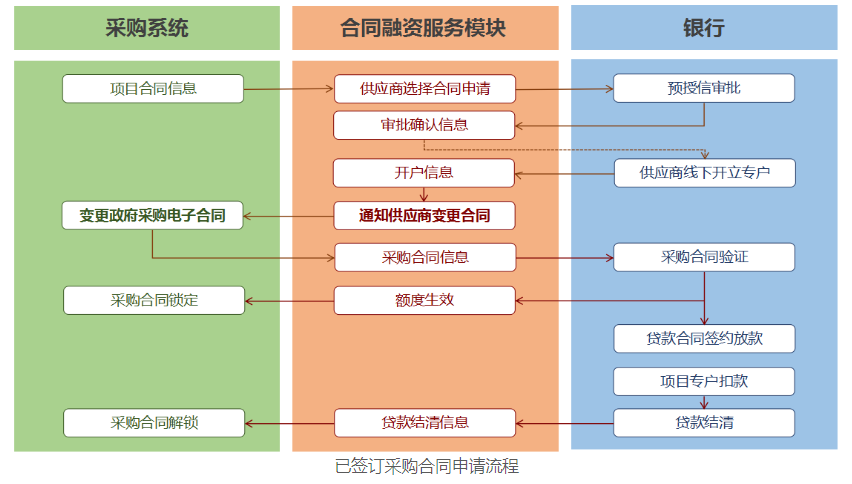 采购系统
合同融资服务模块
银行
项目合同信息
供应商选择合同申请
预授信审批
审批确认信息
开户信息
供应商线下开立专户
变更政府采购电子合同
通知供应商变更合同
采购合同信息
采购合同验证
采购合同锁定
额度生效
贷款合同签约放款
项目专户扣款
采购合同解锁
贷款结清信息
贷款结清
已签订采购合同申请流程